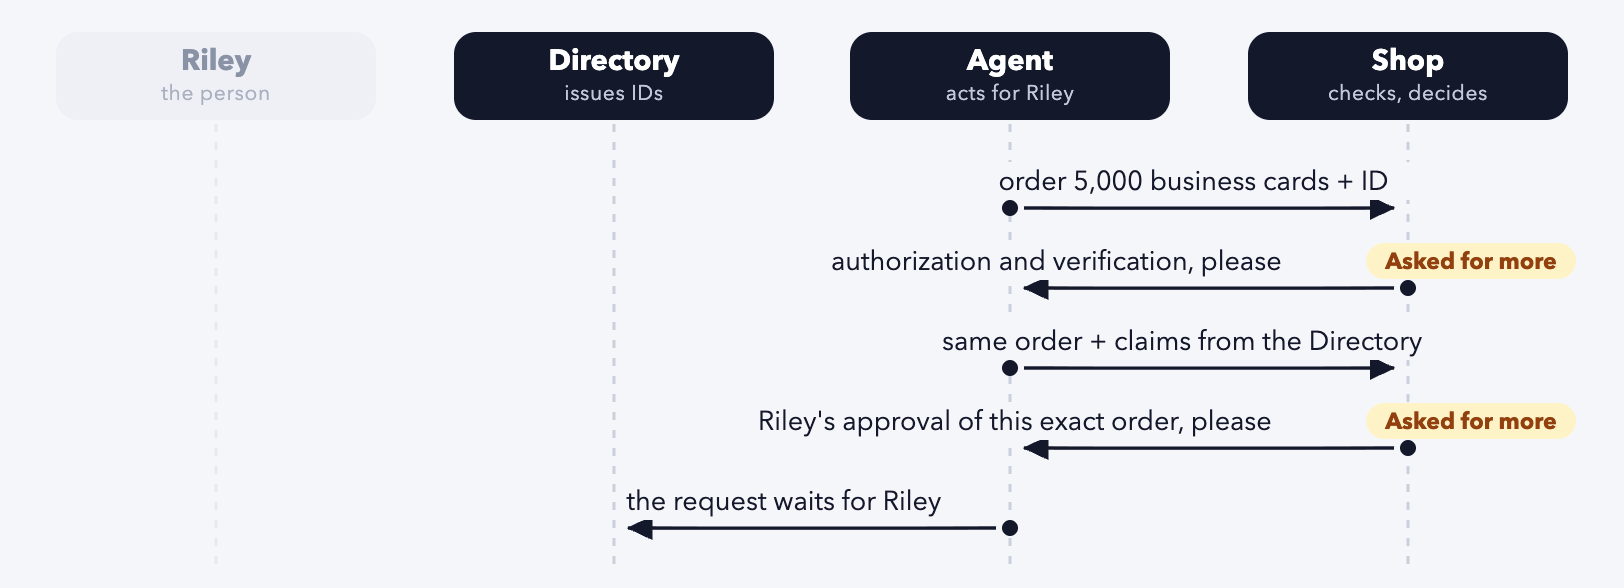 Riley
the person
Directory
issues IDs
Agent
acts for Riley
Shop
checks, decides
order 5,000 business cards + ID
authorization and verification, please
Asked for more
same order + claims from the Directory
Riley's approval of this exact order, please
Asked for more
the request waits for Riley